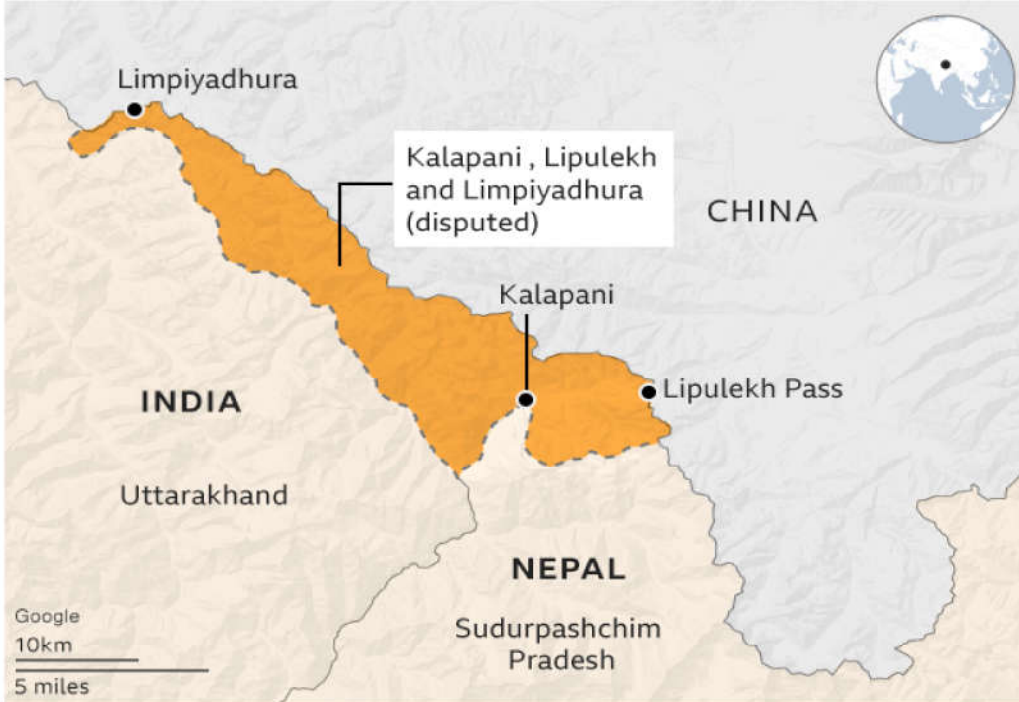 Limpiyadhura
Kalapani , Lipulekh
and Limpiyadhura
(disputed)
CHINA
Kalapani
Lipulekh Pass
INDIA
Uttarakhand
NEPAL
Sudurpashchim
Pradesh
Google
10km
5 miles